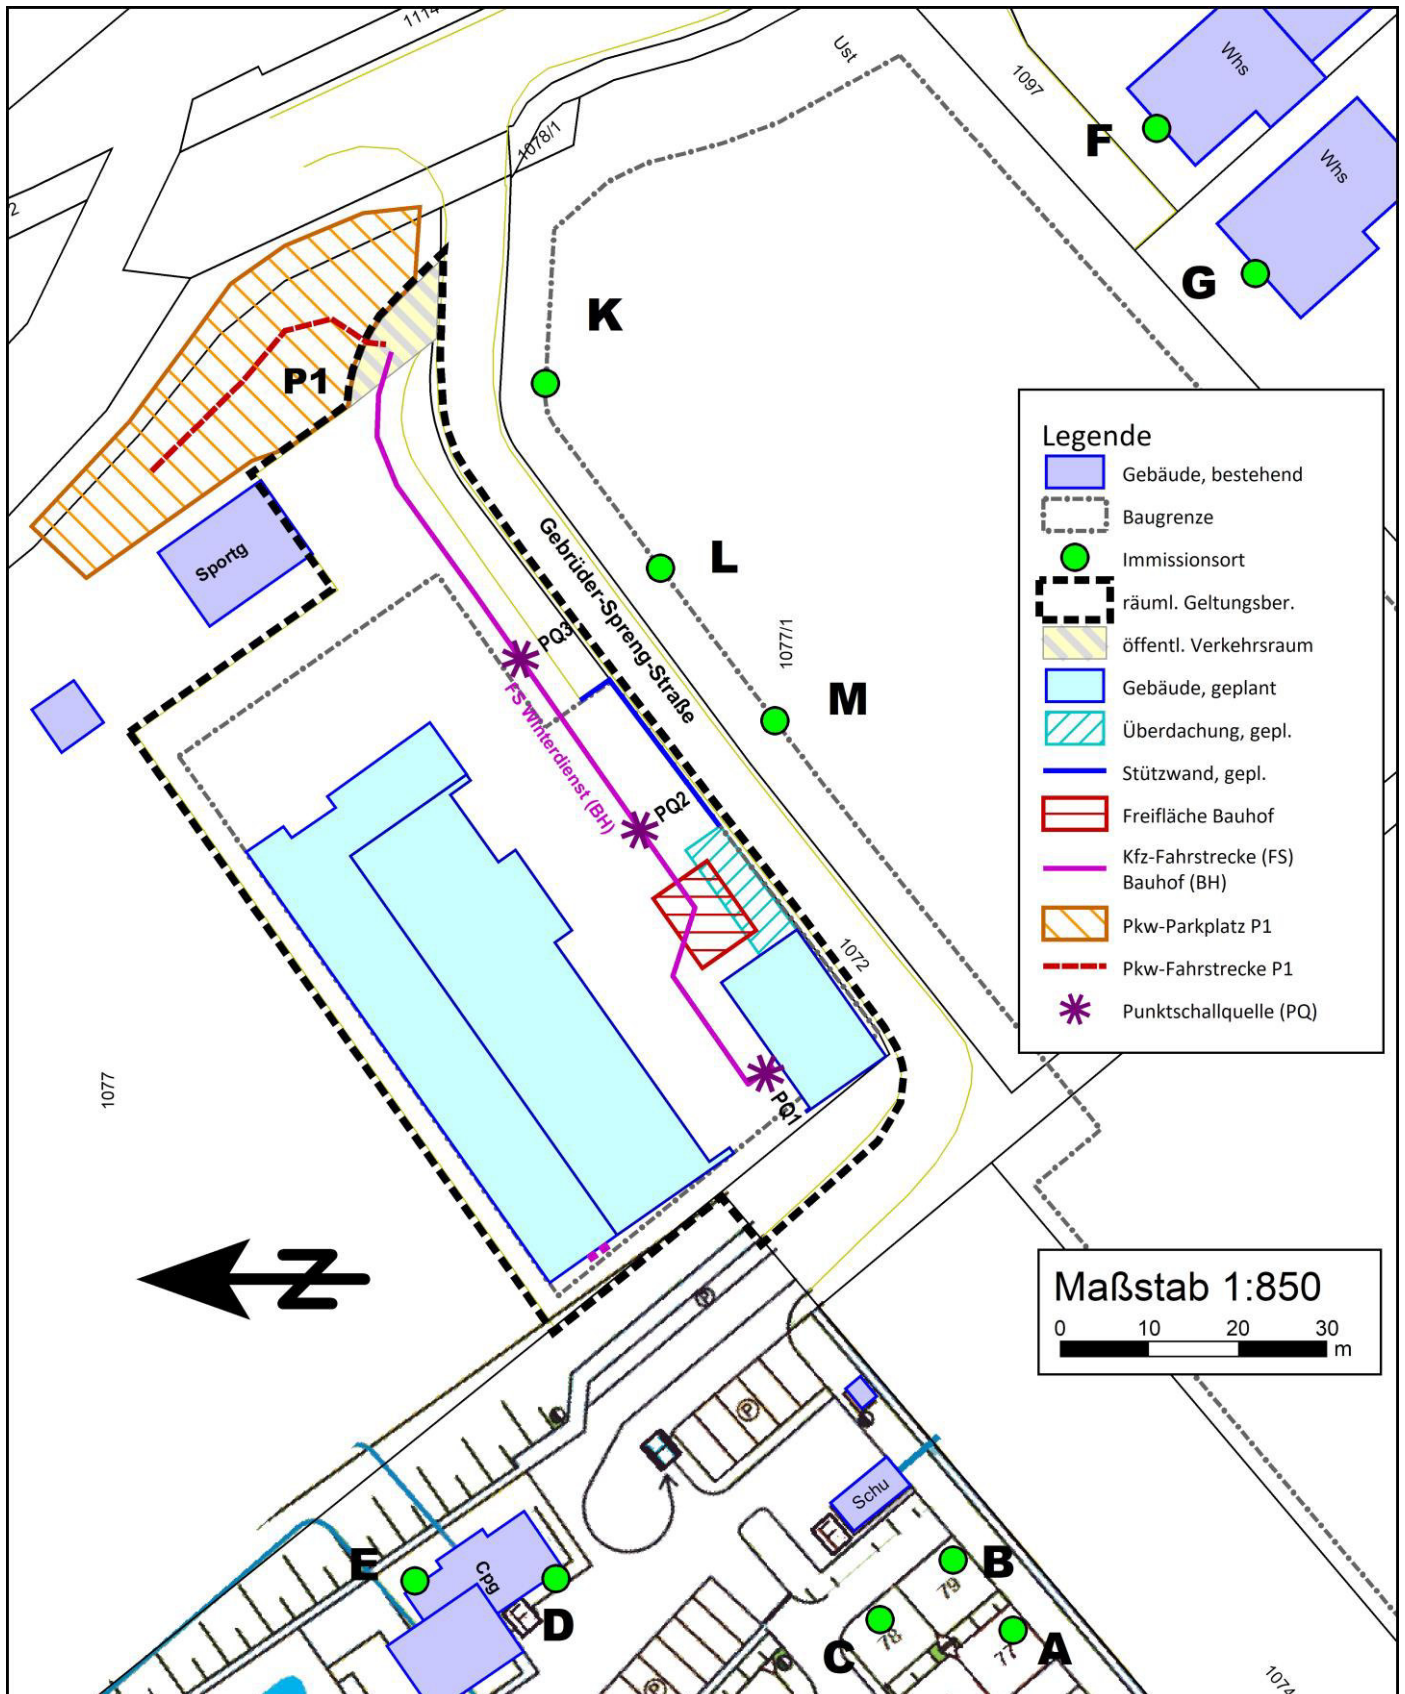 1114
Ust
1097
Whs
F
1078/1
Whs
2
G
K
P1
Legende
Gebäude, bestehend
Baugrenze
Immissionsort
räuml. Geltungsber.
öffentl. Verkehrsraum
Gebäude, geplant
Überdachung, gepl.
Stützwand, gepl.
Freifläche Bauhof
Kfz-Fahrstrecke (FS)
Bauhof (BH)
Pkw-Parkplatz P1
Pkw-Fahrstrecke P1
Punktschallquelle (PQ)
Sportg
Gebrüder-Spreng-Straße
L
PQ3
1077/1
FS Winterdienst (BH)
M
PQ2
1072
1077
PQ1
N
Maßstab 1:850
0 10 20 30
m
P
P
Schu
E
Cpg
B
79
D
F
F
C
78
77
A
P
1074